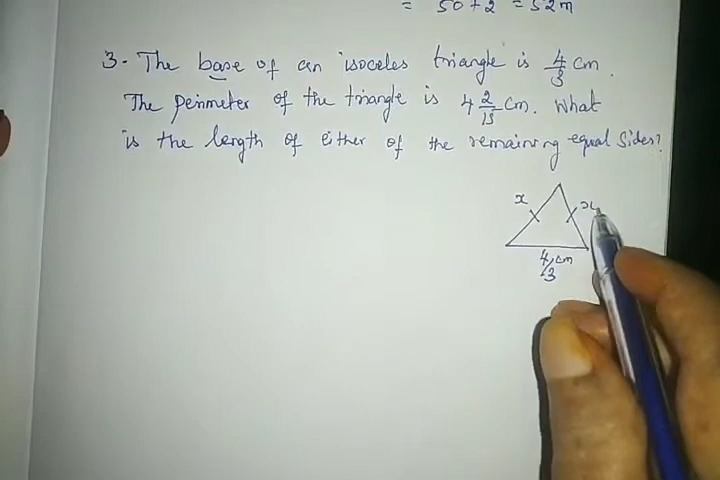 = 50 + 2 = 52m
3. The base of an isoceles triangle is 4/3 cm.
The perimeter of the triangle is 4 2/15 cm. What
is the length of either of the remaining equal sides?
x x
4/3 cm